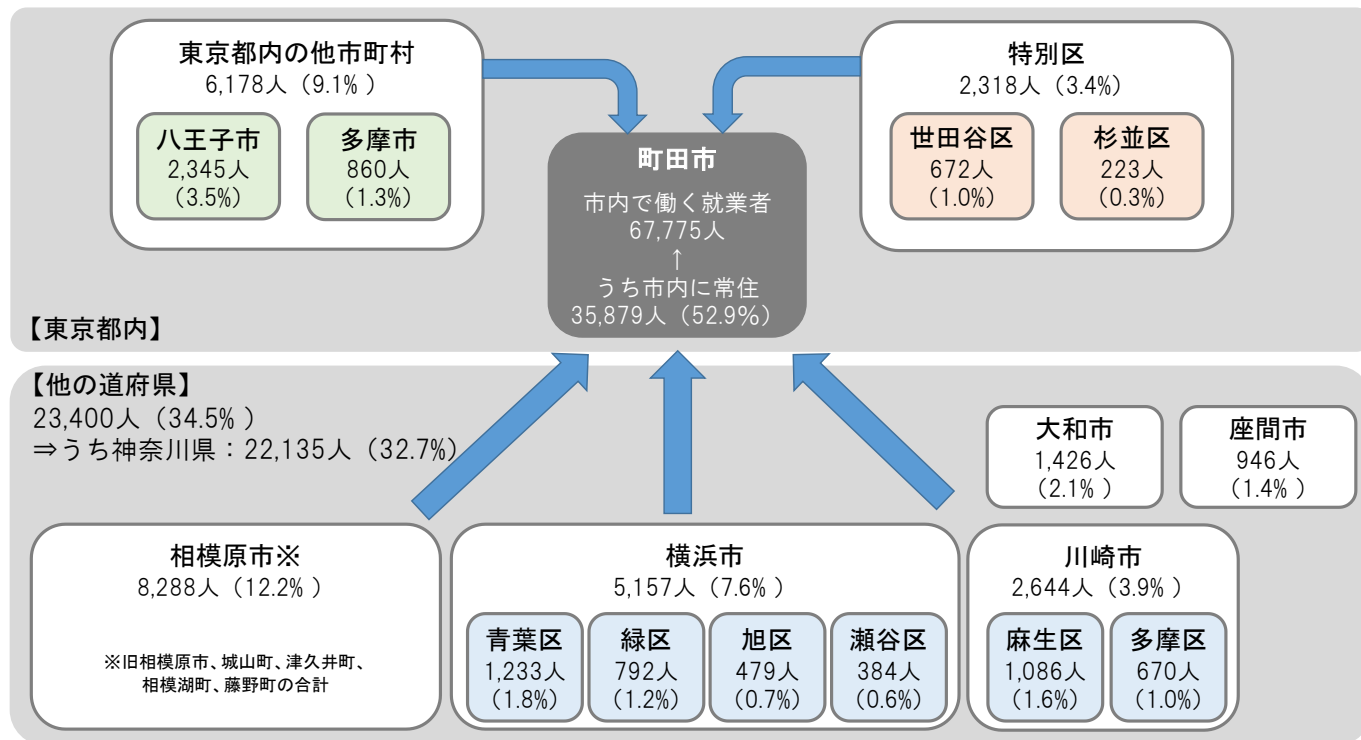 東京都内の他市町村
6,178人（9.1% ）
八王子市
2,345人
(3.5%)
多摩市
860人
(1.3%)
特別区
2,318人（3.4%）
世田谷区
672人
(1.0%)
杉並区
223人
(0.3%)
町田市
市内で働く就業者
67,775人
↑
うち市内に常住
35,879人（52.9%）
【東京都内】
【他の道府県】
23,400人（34.5% ）
⇒うち神奈川県：22,135人（32.7%）
大和市
1,426人
(2.1% )
座間市
946人
(1.4% )
相模原市※
8,288人（12.2% ）
※旧相模原市、城山町、津久井町、
相模湖町、藤野町の合計
横浜市
5,157人（7.6% ）
青葉区
1,233人
(1.8%)
緑区
792人
(1.2%)
旭区
479人
(0.7%)
瀬谷区
384人
(0.6%)
川崎市
2,644人（3.9% ）
麻生区
1,086人
(1.6%)
多摩区
670人
(1.0%)